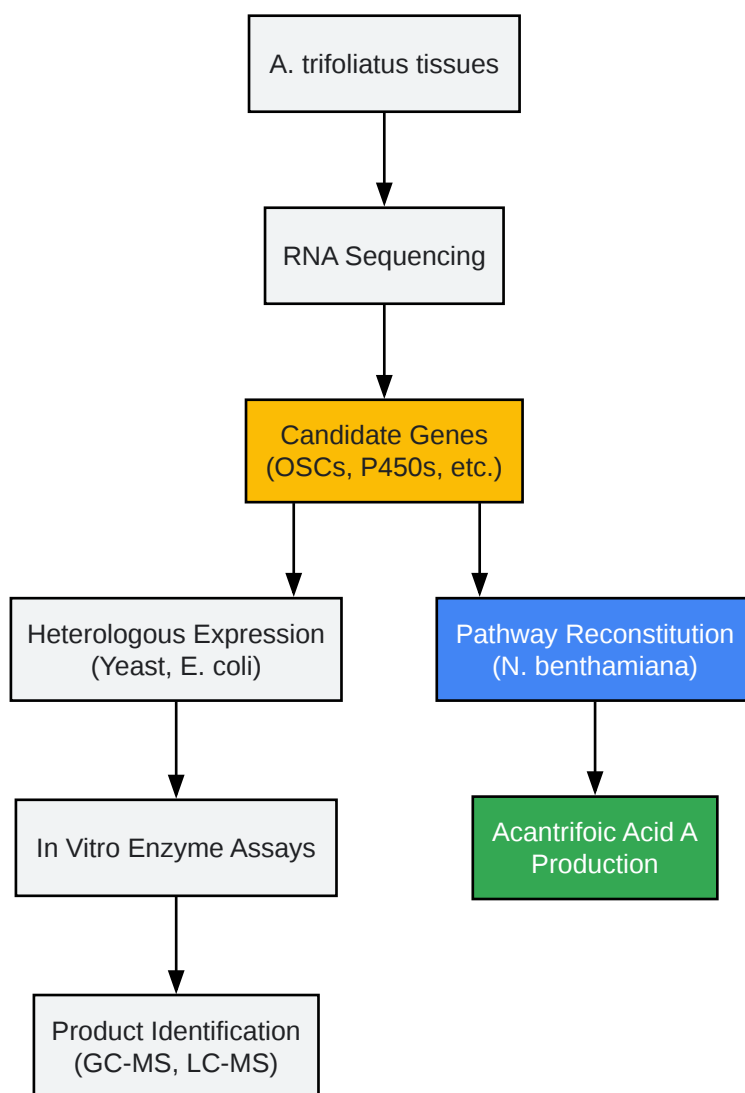 A. trifoliatus tissues
RNA Sequencing
Candidate Genes
(OSCs, P450s, etc.)
Heterologous Expression
(Yeast, E. coli)
Pathway Reconstitution
(N. benthamiana)
In Vitro Enzyme Assays
Acantrifoic Acid A
Production
Product Identification
(GC-MS, LC-MS)